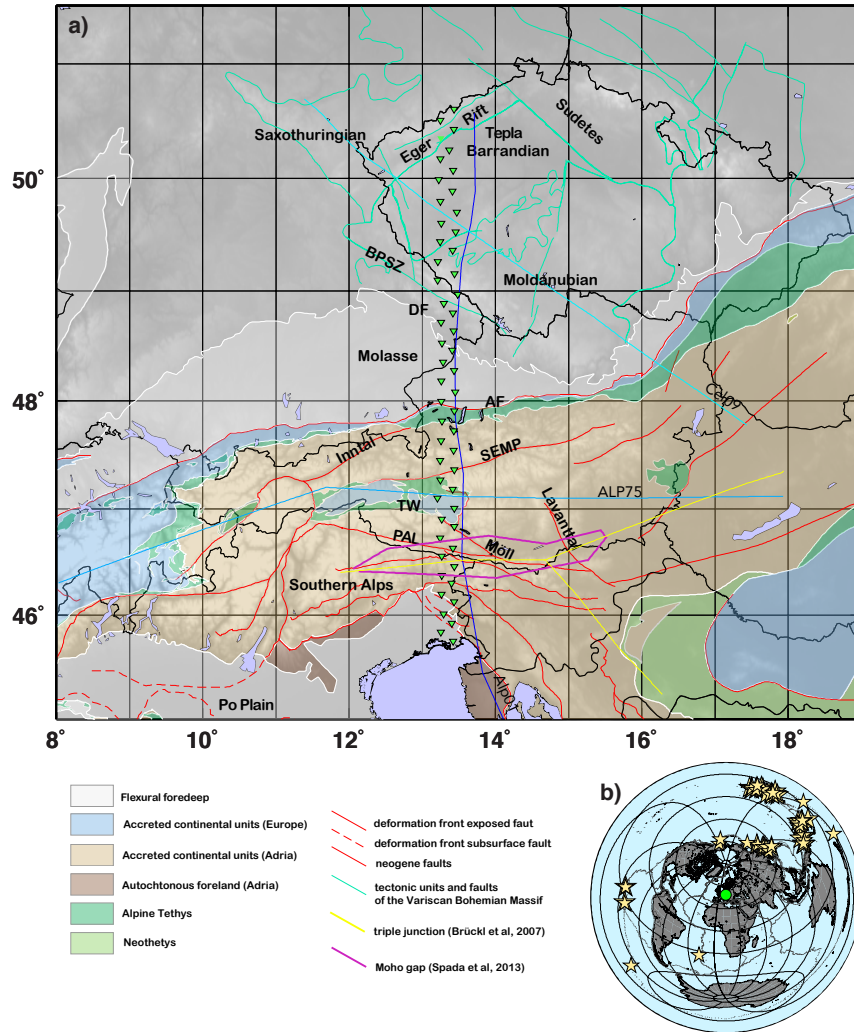 a)
Saxothuringian
Eger
Rift
Tepla
Barrandian
Sudetes
50°
BPSZ
Moldanubian
DF
Molasse
48°
AF
Cel09
Inntal
SEMP
ALP75
TW
Lavanttal
PAL
Möll
Southern Alps
46°
Po Plain
8°
10°
12°
14°
16°
18°
Flexural foredeep
Accreted continental units (Europe)
Accreted continental units (Adria)
Autochtonous foreland (Adria)
Alpine Tethys
Neothetys
deformation front exposed faut
deformation front subsurface fault
neogene faults
tectonic units and faults
of the Variscan Bohemian Massif
triple junction (Brückl et al, 2007)
Moho gap (Spada et al, 2013)
b)